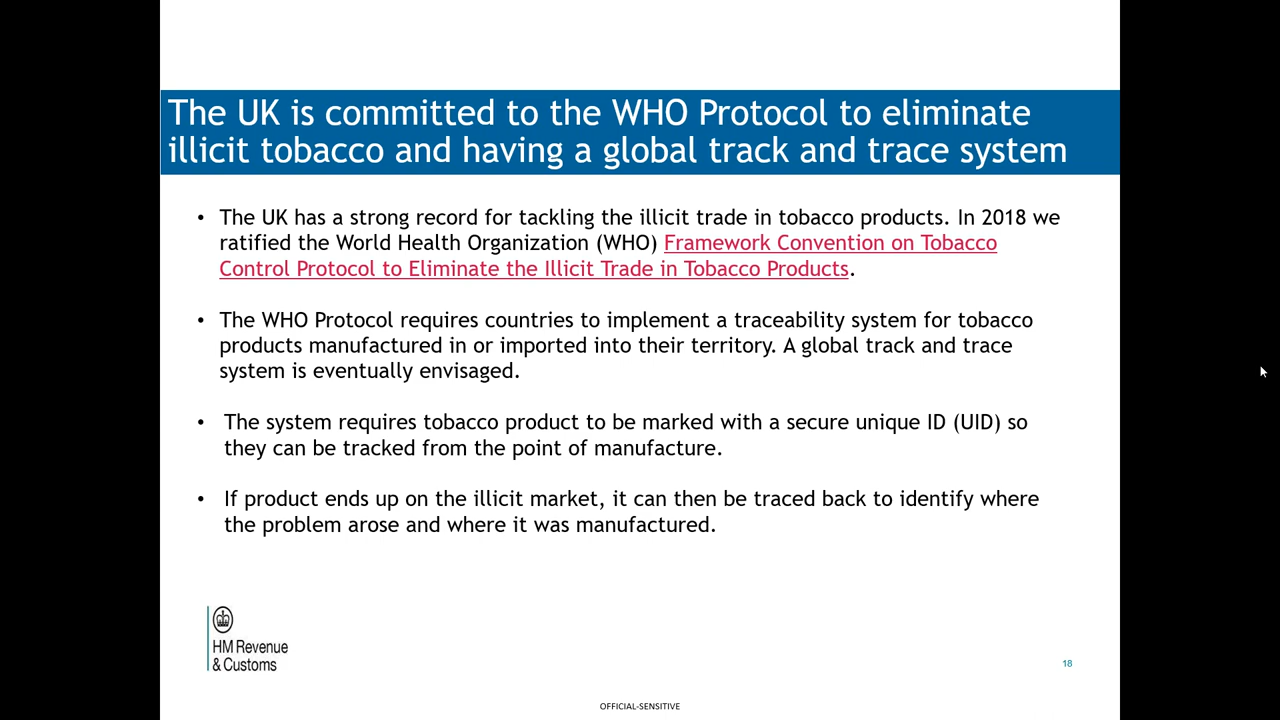 The UK is committed to the WHO Protocol to eliminate
illicit tobacco and having a global track and trace system
• The UK has a strong record for tackling the illicit trade in tobacco products. In 2018 we
ratified the World Health Organization (WHO) Framework Convention on Tobacco
Control Protocol to Eliminate the Illicit Trade in Tobacco Products.
• The WHO Protocol requires countries to implement a traceability system for tobacco
products manufactured in or imported into their territory. A global track and trace
system is eventually envisaged.
• The system requires tobacco product to be marked with a secure unique ID (UID) so
they can be tracked from the point of manufacture.
• If product ends up on the illicit market, it can then be traced back to identify where
the problem arose and where it was manufactured.
HM Revenue
& Customs
18
OFFICIAL-SENSITIVE